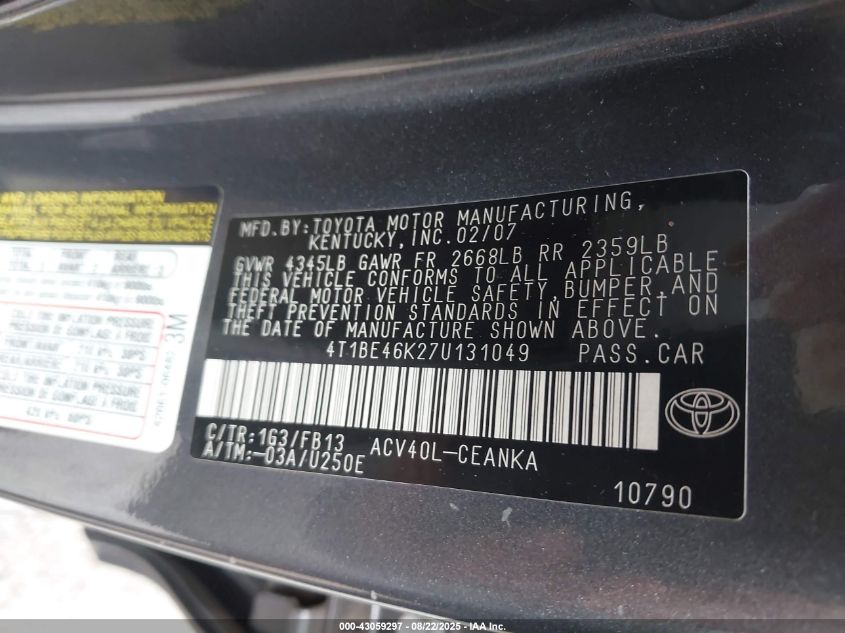 MFD.BY:TOYOTA MOTOR MANUFACTURING,
KENTUCKY,INC.02/07
GVWR 4345LB GAWR FR 2668LB RR 2359LB
THIS VEHICLE CONFORMS TO ALL APPLICABLE
FEDERAL MOTOR VEHICLE SAFETY,BUMPER,AND
THEFT PREVENTION STANDARDS IN EFFECT ON
THE DATE OF MANUFACTURE SHOWN ABOVE.
4T1BE46K27U131049 PASS.CAR
C/TR:1G3/FB13 ACV40L-CEANKA
A/TM:-03A/U250E
10790
AND LOADING INFORMATION
3M
000-43059297 - 08/22/2025 - IAA Inc.